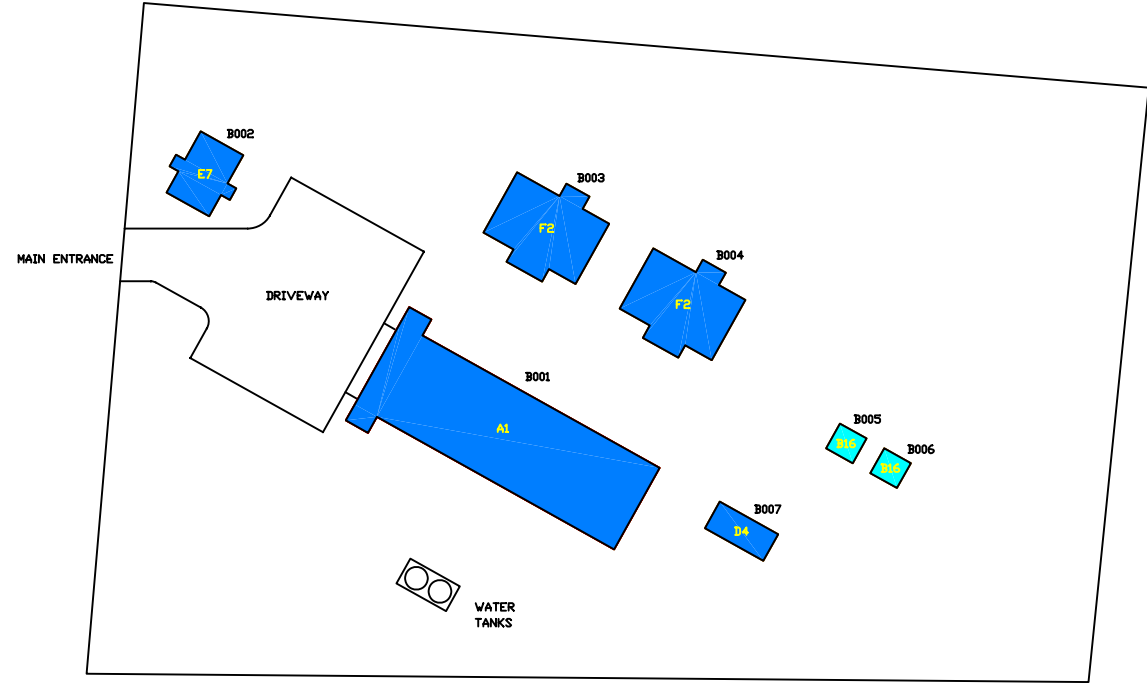 B002
E7
B003
F2
MAIN ENTRANCE
B004
DRIVEWAY
F2
B001
A1
B005
B16
B006
B16
B007
D4
WATER
TANKS